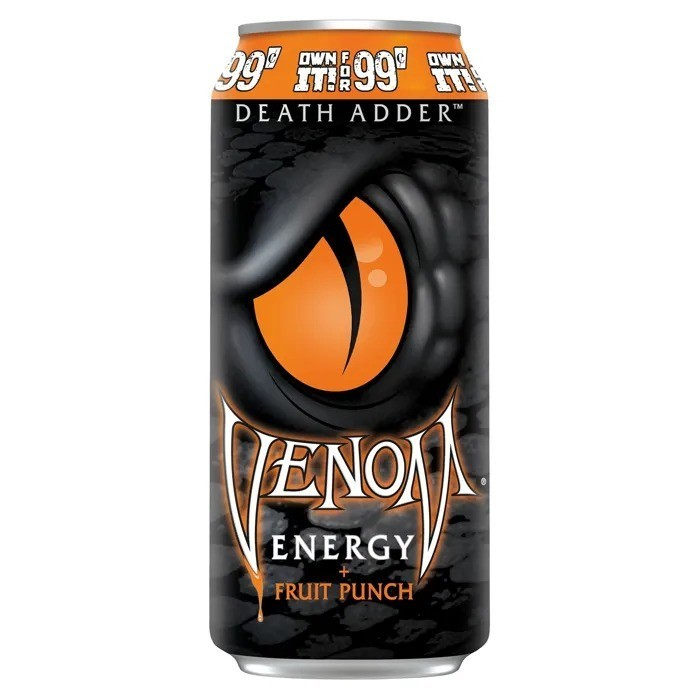 99¢ OWN IT! FOR 99¢ OWN IT!
DEATH ADDER™
VENOM®
ENERGY
+
FRUIT PUNCH